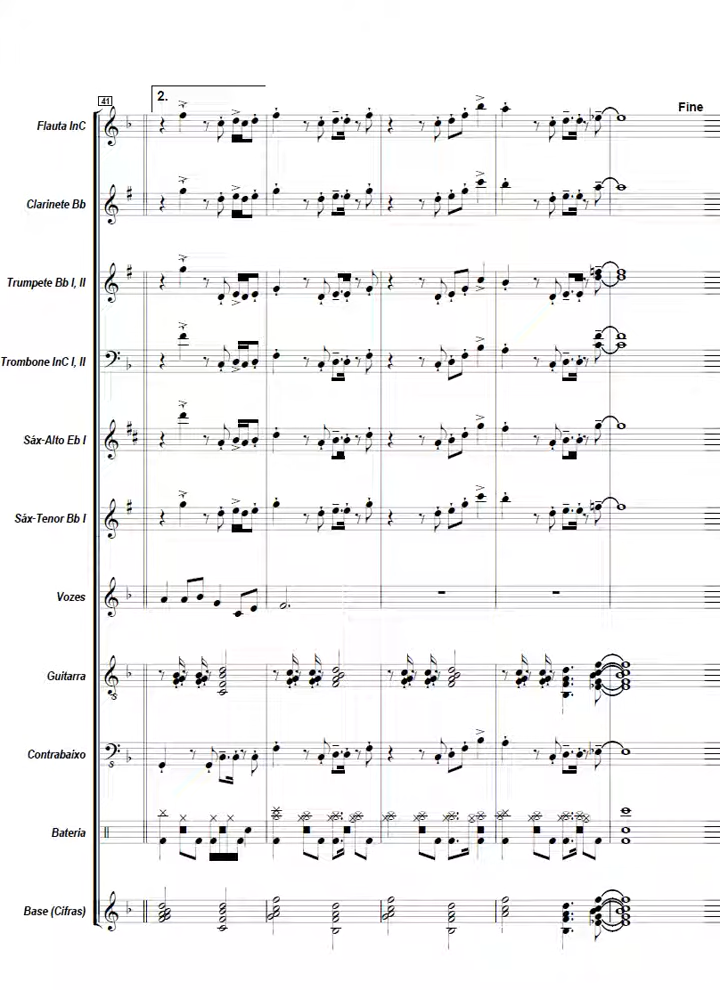 2.
41
Fine
Flauta InC
Clarinete Bb
Trumpete Bb I, II
Trombone InC I, II
Sáx-Alto Eb I
Sáx-Tenor Bb I
Vozes
Guitarra
Contrabaixo
Bateria
Base (Cifras)